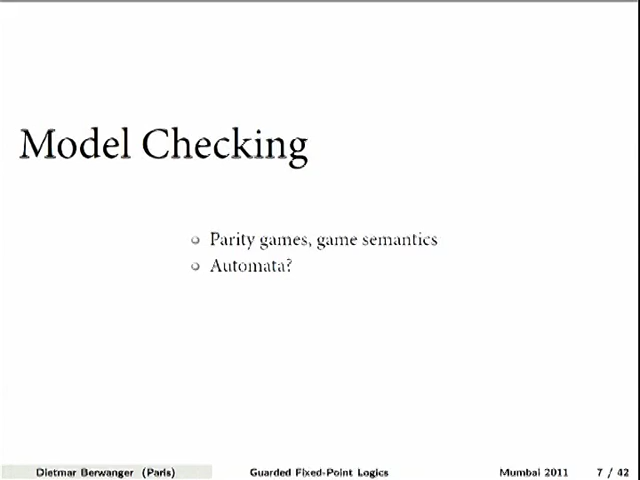 Model Checking
Parity games, game semantics
Automata?
Dietmar Berwanger (Paris) Guarded Fixed-Point Logics Mumbai 2011 7 / 42